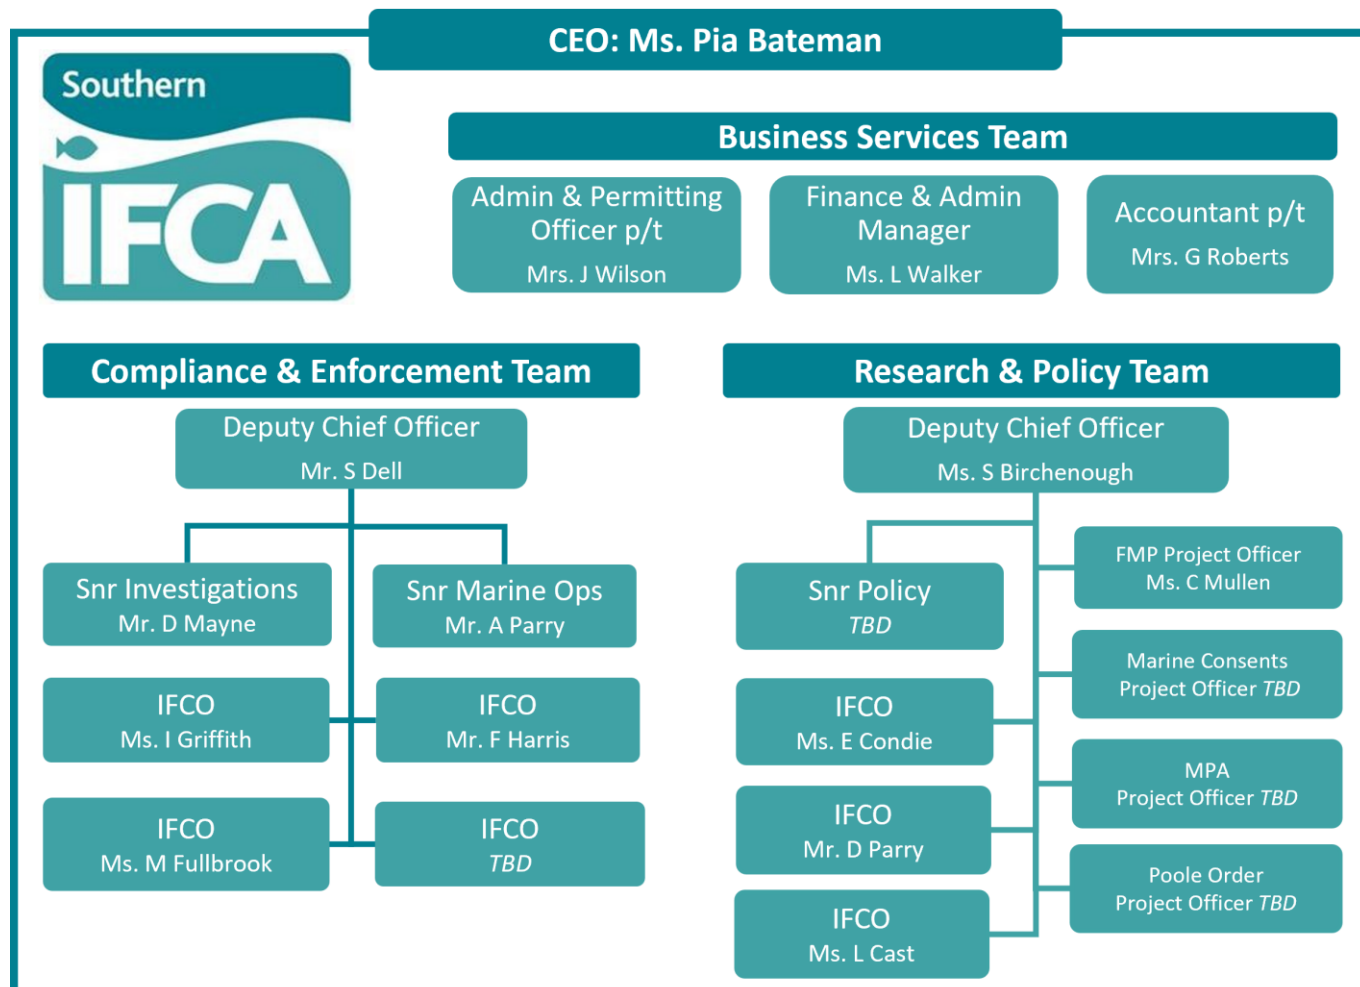 CEO: Ms. Pia Bateman
Southern
IFCA
Business Services Team
Admin & Permitting
Officer p/t
Mrs. J Wilson
Finance & Admin
Manager
Ms. L Walker
Accountant p/t
Mrs. G Roberts
Compliance & Enforcement Team
Deputy Chief Officer
Mr. S Dell
Snr Investigations
Mr. D Mayne
Snr Marine Ops
Mr. A Parry
IFCO
Ms. I Griffith
IFCO
Mr. F Harris
IFCO
Ms. M Fullbrook
IFCO
TBD
Research & Policy Team
Deputy Chief Officer
Ms. S Birchenough
Snr Policy
TBD
IFCO
Ms. E Condie
IFCO
Mr. D Parry
IFCO
Ms. L Cast
FMP Project Officer
Ms. C Mullen
Marine Consents
Project Officer TBD
MPA
Project Officer TBD
Poole Order
Project Officer TBD